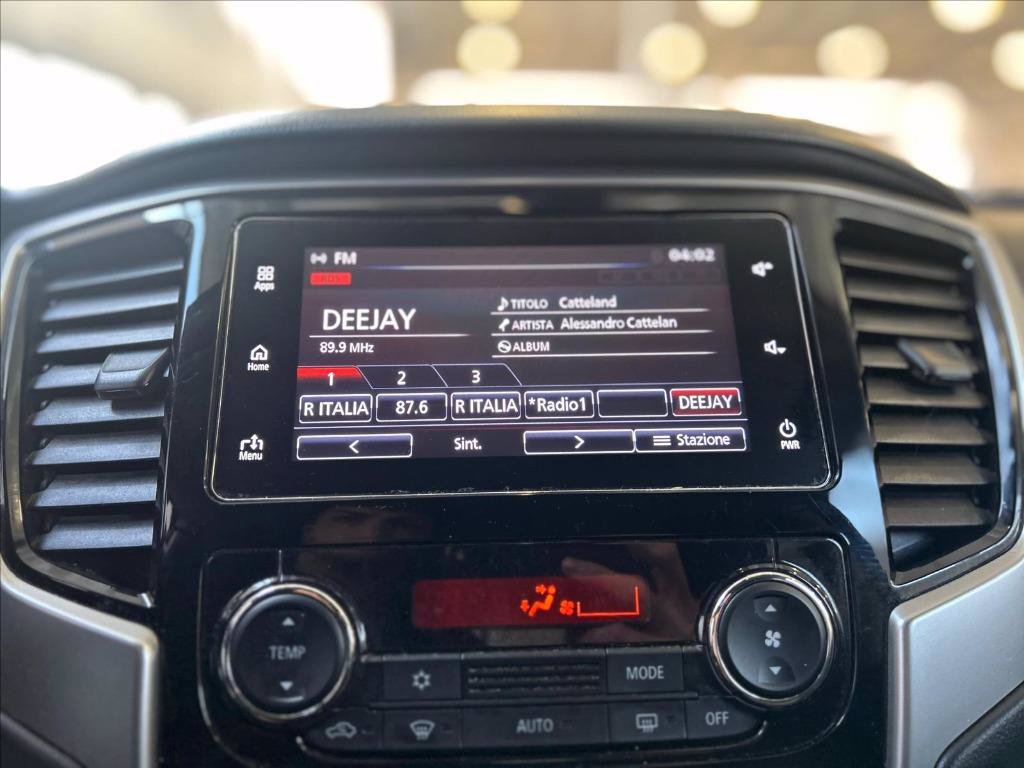 FM
04:02
RDS
Apps
DEEJAY
TITOLO Catteland
ARTISTA Alessandro Cattelan
89.9 MHz
ALBUM
Home
1 2 3
R ITALIA 87.6 R ITALIA *Radio1 DEEJAY
< Sint. > Stazione
Menu
PWR
TEMP
MODE
AUTO
OFF